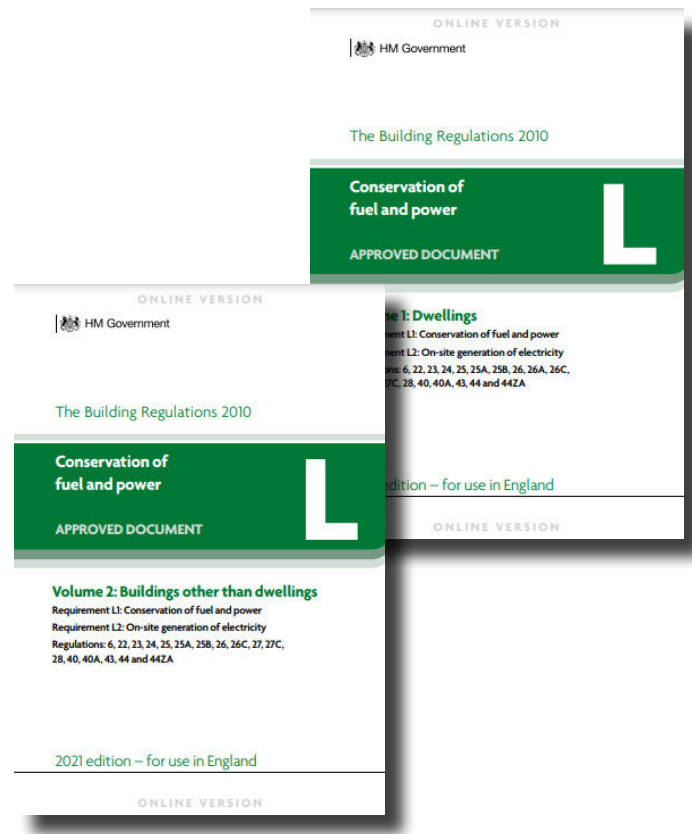 ONLINE VERSION
HM Government
The Building Regulations 2010
Conservation of
fuel and power
APPROVED DOCUMENT
L
1: Dwellings
L1: Conservation of fuel and power
L2: On-site generation of electricity
6, 22, 23, 24, 25, 25A, 25B, 26, 26A, 26C,
28, 40, 40A, 43, 44 and 44ZA
edition – for use in England
ONLINE VERSION
ONLINE VERSION
HM Government
The Building Regulations 2010
Conservation of
fuel and power
APPROVED DOCUMENT
L
Volume 2: Buildings other than dwellings
Requirement L1: Conservation of fuel and power
Requirement L2: On-site generation of electricity
Regulations: 6, 22, 23, 24, 25, 25A, 25B, 26, 26C, 27, 27C,
28, 40, 40A, 43, 44 and 44ZA
2021 edition – for use in England
ONLINE VERSION